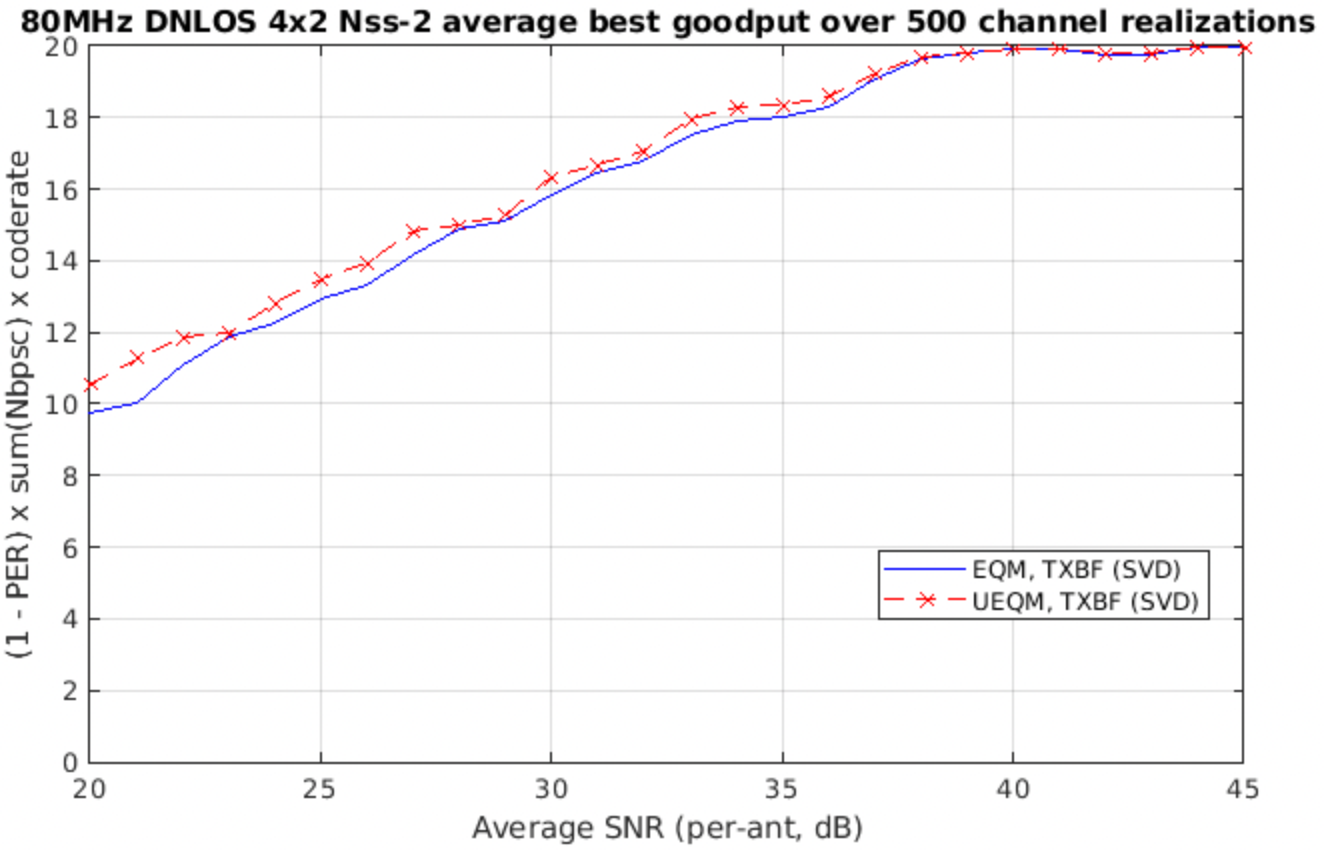 80MHz DNLOS 4x2 Nss-2 average best goodput over 500 channel realizations
(1 - PER) x sum(Nbpsc) x coderate
20
18
16
14
12
10
8
6
4
2
0
EQM, TXBF (SVD)
UEQM, TXBF (SVD)
20 25 30 35 40 45
Average SNR (per-ant, dB)